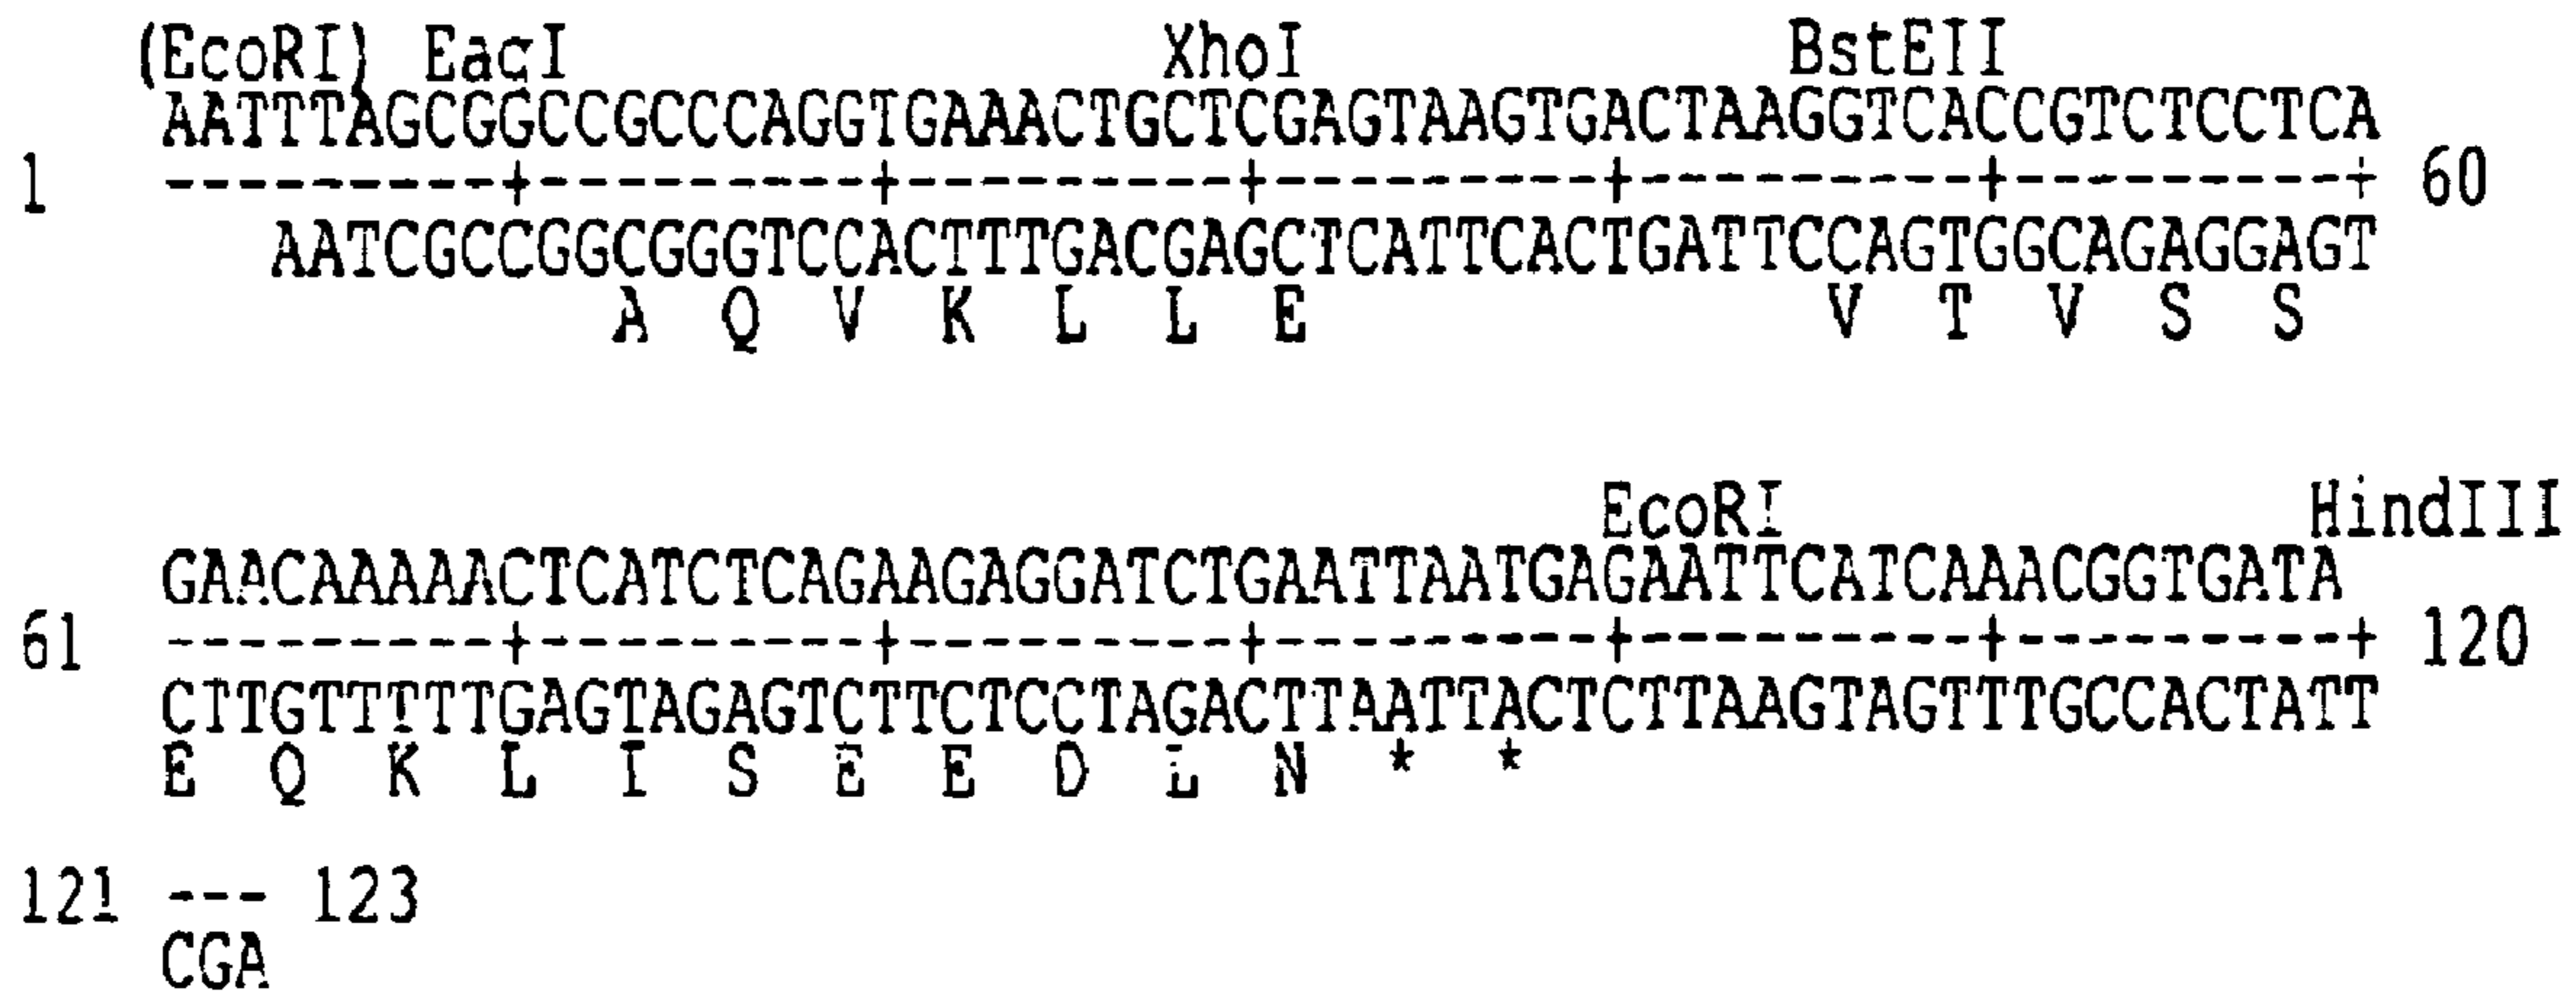 (EcoRI) EagI XhoI BstEII
AATTTAGCGGCCGCCCAGGTGAAACTGCTCGAGTAAGTGACTAAGGTCACCGTCTCCTCA
1 ---------+---------+---------+---------+---------+---------+ 60
AATCGCCGGCGGGTCCACTTTGACGAGCTCATTCACTGATTCCAGTGGCAGAGGAGT
A Q V K L L E V T V S S
EcoRI HindIII
GAACAAAAACTCATCTCAGAAGAGGATCTGAATTAATGAGAATTCATCAAACGGTGATA
61 ---------+---------+---------+---------+---------+---------+ 120
CTTGTTTTTGAGTAGAGTCTTCTCCTAGACTTAATTACTCTTAAGTAGTTTGCCACTATT
E Q K L I S E E D L N * *
121 --- 123
CGA